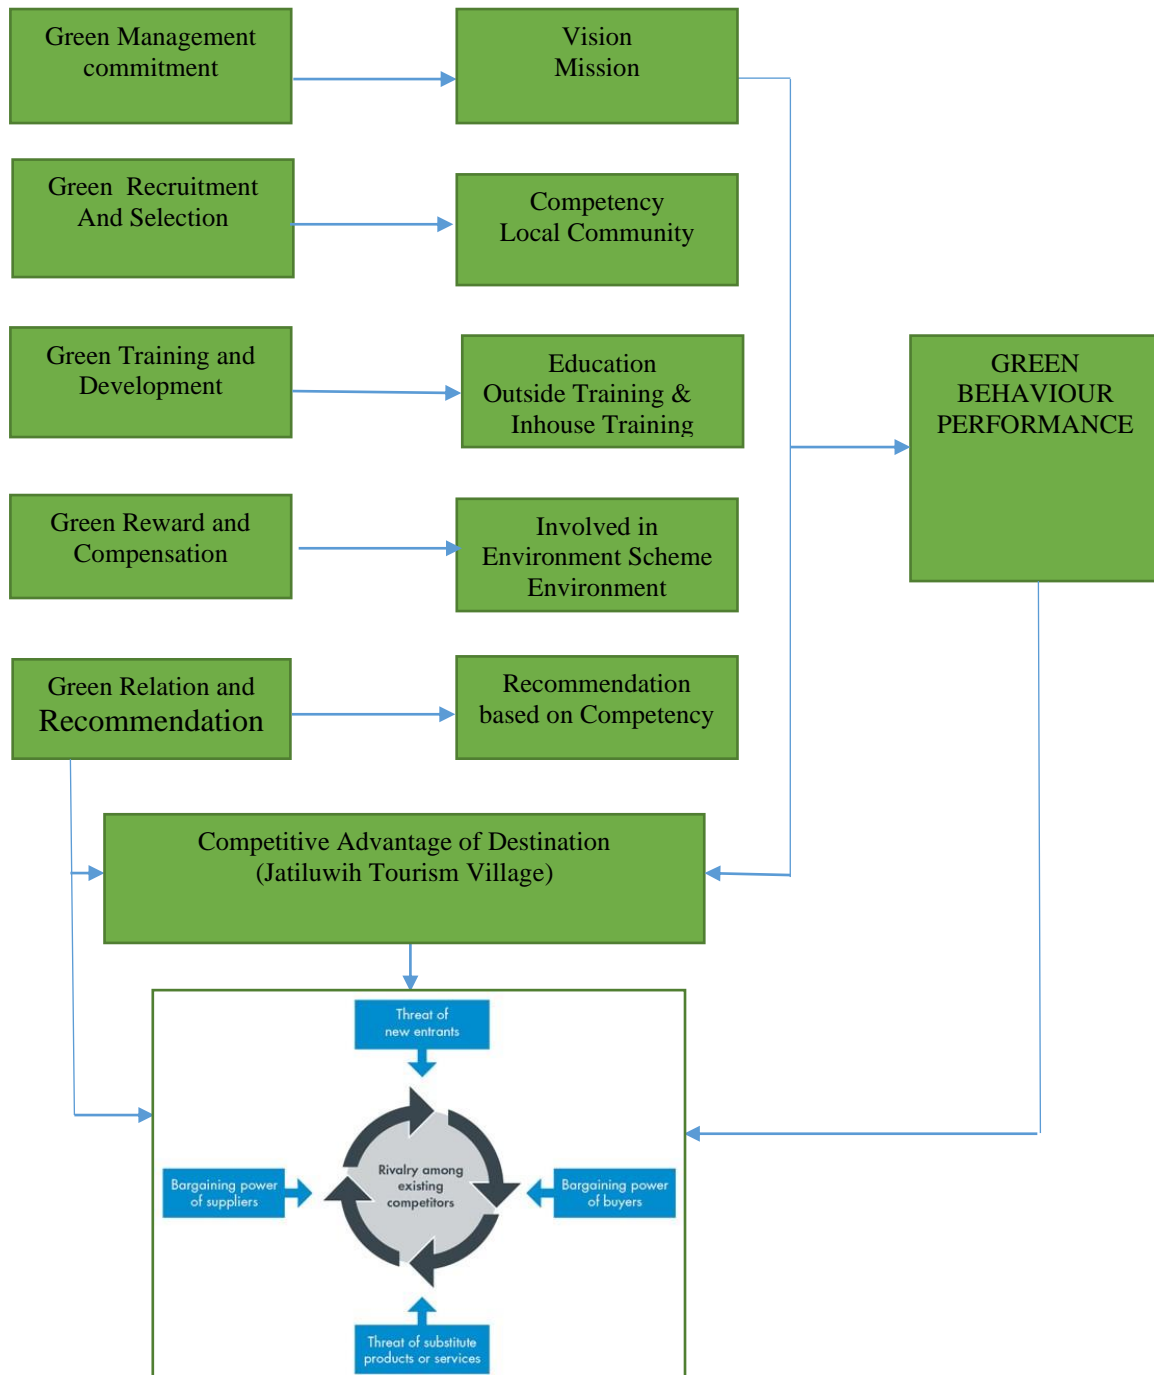 Green Management
commitment
Vision
Mission
Green Recruitment
And Selection
Competency
Local Community
Green Training and
Development
Education
Outside Training &
Inhouse Training
GREEN
BEHAVIOUR
PERFORMANCE
Green Reward and
Compensation
Involved in
Environment Scheme
Environment
Green Relation and
Recommendation
Recommendation
based on Competency
Competitive Advantage of Destination
(Jatiluwih Tourism Village)
Threat of
new entrants
Bargaining power
of suppliers
Rivalry among
existing
competitors
Bargaining power
of buyers
Threat of substitute
products or services